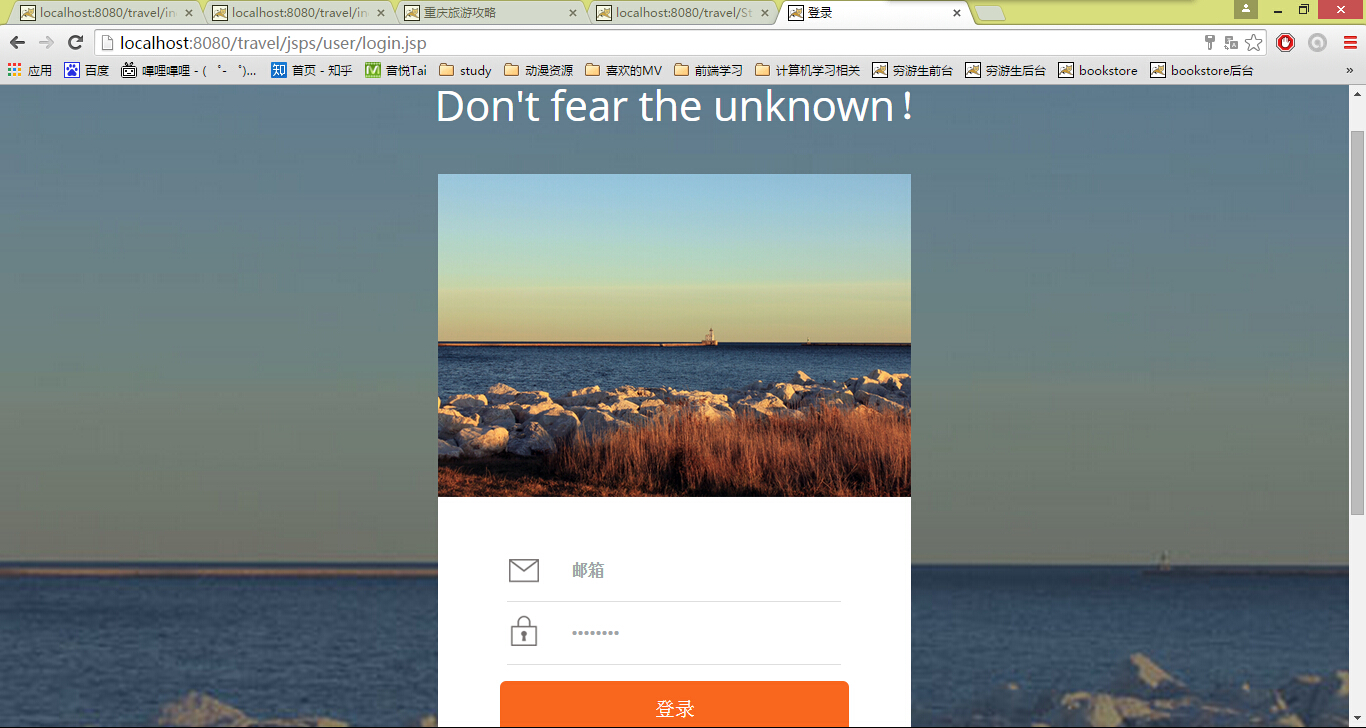 localhost:8080/travel/in
localhost:8080/travel/in
重庆旅游攻略
localhost:8080/travel/St
登录
localhost:8080/travel/jsps/user/login.jsp
应用 百度 嗶哩嗶哩 - ( ゜- ゜)... 首页 - 知乎 音悦Tai study 动漫资源 喜欢的MV 前端学习 计算机学习相关 穷游生前台 穷游生后台 bookstore bookstore后台 »
Don't fear the unknown！
邮箱
••••••••
登录